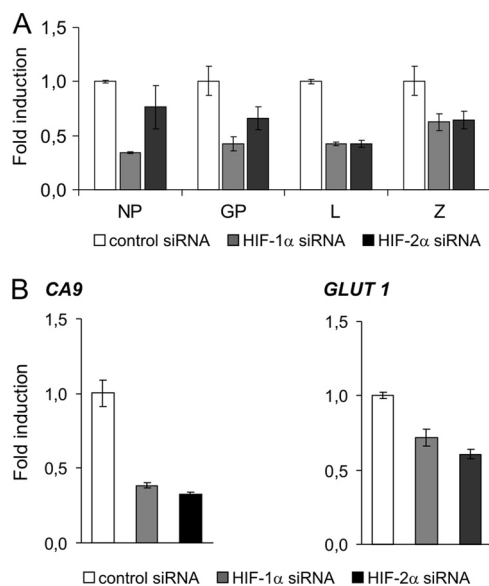 A
Fold induction
1,5
1,0
0,5
0,0
NP GP L Z
control siRNA HIF-1α siRNA HIF-2α siRNA
B CA9 GLUT 1
Fold induction
1,5
1,0
0,5
0,0
1,5
1,0
0,5
0,0
control siRNA HIF-1α siRNA HIF-2α siRNA